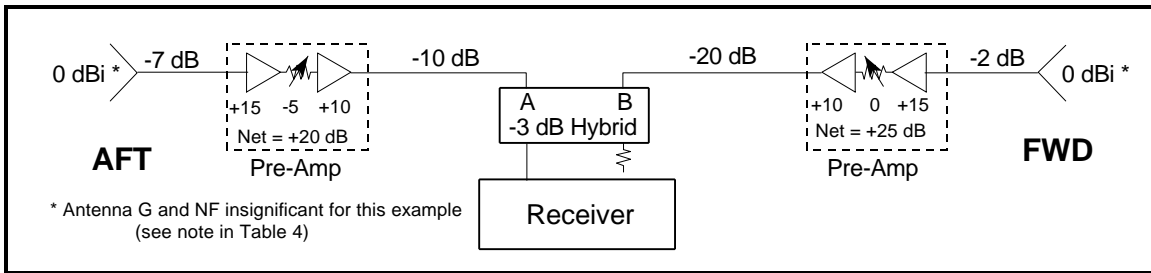 0 dBi *
-7 dB
+15 -5 +10
Net = +20 dB
Pre-Amp
AFT
-10 dB
A B
-3 dB Hybrid
Receiver
-20 dB
+10 0 +15
Net = +25 dB
Pre-Amp
-2 dB
0 dBi *
FWD
* Antenna G and NF insignificant for this example
(see note in Table 4)